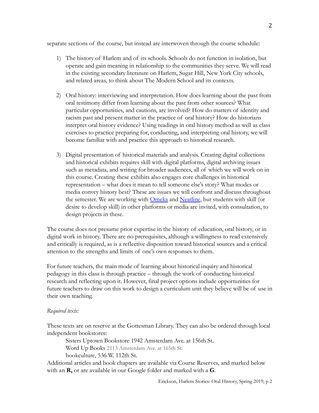 2
separate sections of the course, but instead are interwoven through the course schedule:
1) The history of Harlem and of its schools. Schools do not function in isolation, but
operate and gain meaning in relationship to the communities they serve. We will read
in the existing secondary literature on Harlem, Sugar Hill, New York City schools,
and related areas, to think about The Modern School and its contexts.
2) Oral history: interviewing and interpretation. How does learning about the past from
oral testimony differ from learning about the past from other sources? What
particular opportunities, and cautions, are involved? How do matters of identity and
racism past and present matter in the practice of oral history? How do historians
interpret oral history evidence? Using readings in oral history method as well as class
exercises to practice preparing for, conducting, and interpreting oral history, we will
become familiar with and practice this approach to historical research.
3) Digital presentation of historical materials and analysis. Creating digital collections
and historical exhibits requires skill with digital platforms, digital archiving issues
such as metadata, and writing for broader audiences, all of which we will work on in
this course. Creating these exhibits also engages core challenges in historical
representation – what does it mean to tell someone else's story? What modes or
media convey history best? These are issues we will confront and discuss throughout
the semester. We are working with Omeka and Neatline, but students with skill (or
desire to develop skill) in other platforms or media are invited, with consultation, to
design projects in these.
The course does not presume prior expertise in the history of education, oral history, or in
digital work in history. There are no prerequisites, although a willingness to read extensively
and critically is required, as is a reflective disposition toward historical sources and a critical
attention to the strengths and limits of one's own responses to them.
For future teachers, the main mode of learning about historical inquiry and historical
pedagogy in this class is through practice – through the work of conducting historical
research and reflecting upon it. However, final project options include opportunities for
future teachers to draw on this work to design a curriculum unit they believe will be of use in
their own teaching.
Required texts:
These texts are on reserve at the Gottesman Library. They can also be ordered through local
independent bookstores:
Sisters Uptown Bookstore 1942 Amsterdam Ave. at 156th St.
Word Up Books 2113 Amsterdam Ave. at 165th St.
bookculture, 536 W. 112th St.
Additional articles and book chapters are available via Course Reserves, and marked below
with an R, or are available in our Google folder and marked with a G.
Erickson, Harlem Stories: Oral History, Spring 2019, p.2